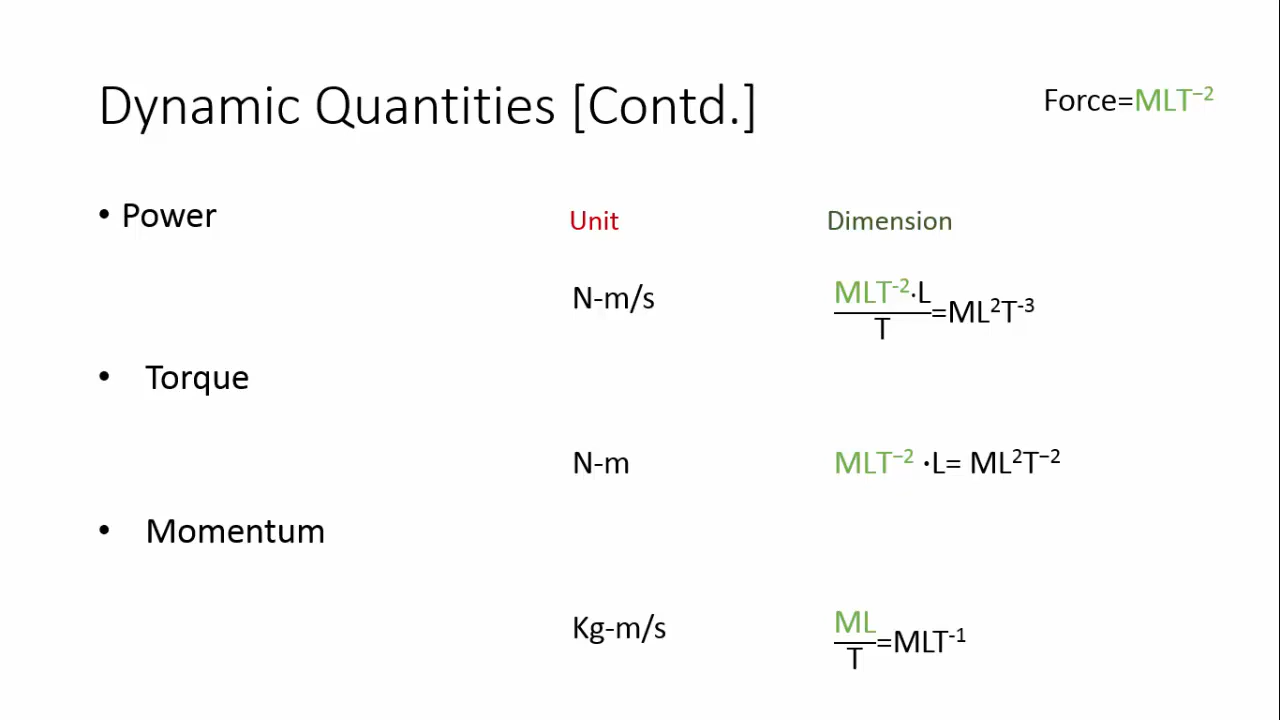 Dynamic Quantities [Contd.]
Force=MLT⁻²
• Power
Unit
Dimension
N-m/s
MLT⁻²·L
T
=ML²T⁻³
• Torque
N-m
MLT⁻² ·L= ML²T⁻²
• Momentum
Kg-m/s
ML
T
=MLT⁻¹